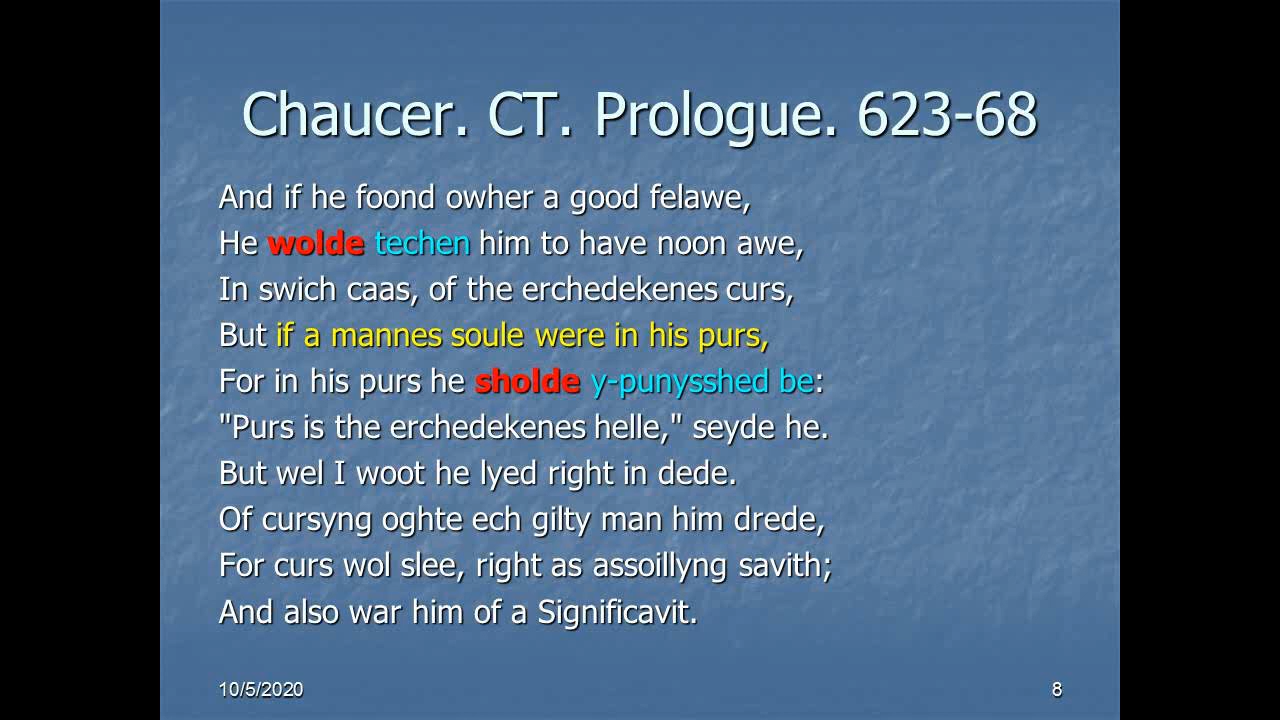 Chaucer. CT. Prologue. 623-68
And if he foond owher a good felawe,
He wolde techen him to have noon awe,
In swich caas, of the erchedekenes curs,
But if a mannes soule were in his purs,
For in his purs he sholde y-punysshed be:
"Purs is the erchedekenes helle," seyde he.
But wel I woot he lyed right in dede.
Of cursyng oghte ech gilty man him drede,
For curs wol slee, right as assoillyng savith;
And also war him of a Significavit.
10/5/2020
8